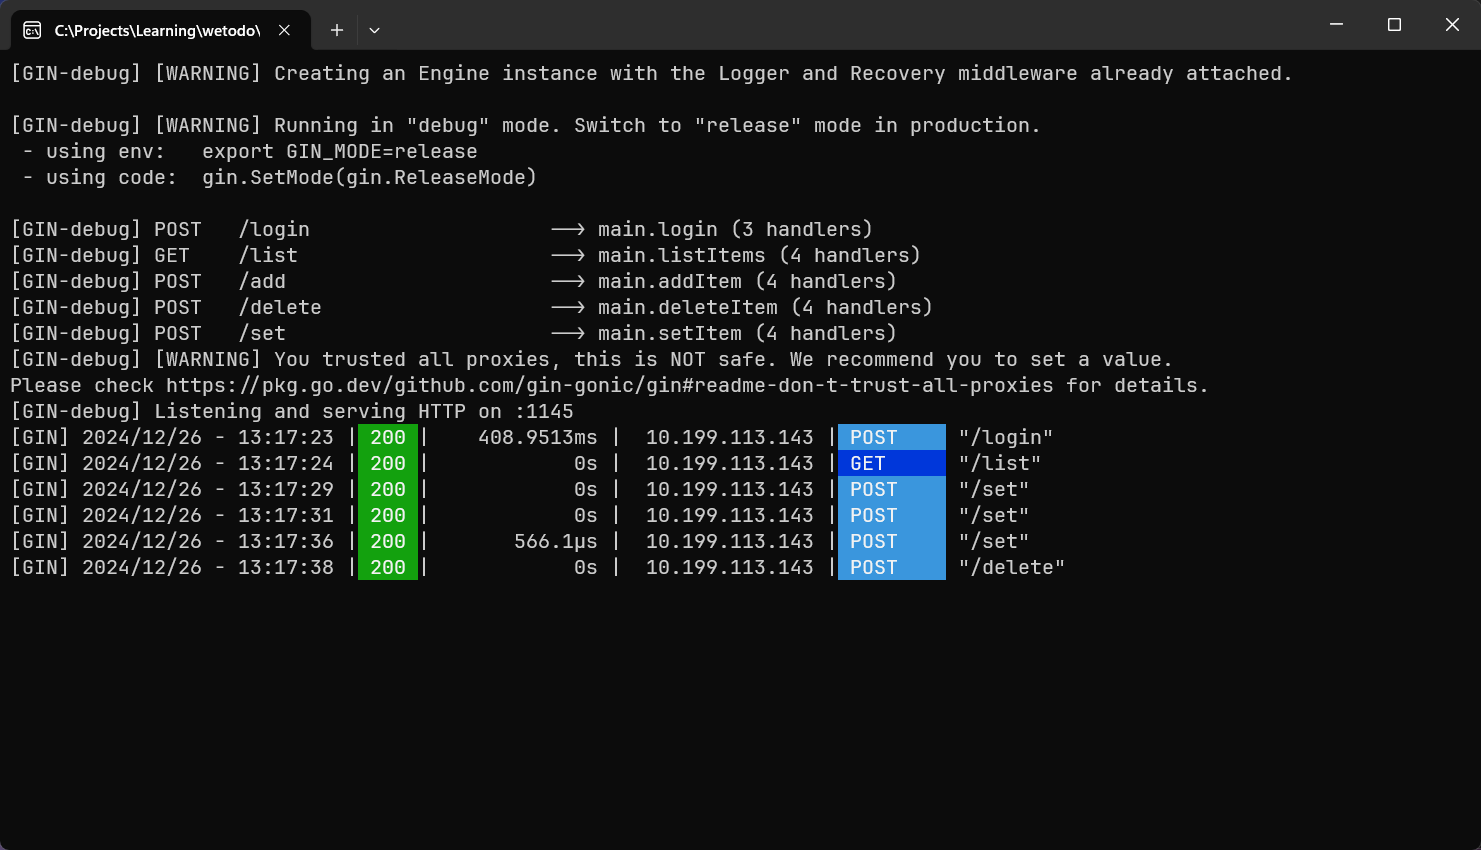 C:\Projects\Learning\wetodo\
[GIN-debug] [WARNING] Creating an Engine instance with the Logger and Recovery middleware already attached.
[GIN-debug] [WARNING] Running in "debug" mode. Switch to "release" mode in production.
- using env:   export GIN_MODE=release
- using code:  gin.SetMode(gin.ReleaseMode)
[GIN-debug] POST   /login                    --> main.login (3 handlers)
[GIN-debug] GET    /list                     --> main.listItems (4 handlers)
[GIN-debug] POST   /add                      --> main.addItem (4 handlers)
[GIN-debug] POST   /delete                   --> main.deleteItem (4 handlers)
[GIN-debug] POST   /set                      --> main.setItem (4 handlers)
[GIN-debug] [WARNING] You trusted all proxies, this is NOT safe. We recommend you to set a value.
Please check https://pkg.go.dev/github.com/gin-gonic/gin#readme-don-t-trust-all-proxies for details.
[GIN-debug] Listening and serving HTTP on :1145
[GIN] 2024/12/26 - 13:17:23 | 200 |    408.9513ms |  10.199.113.143 | POST     "/login"
[GIN] 2024/12/26 - 13:17:24 | 200 |            0s |  10.199.113.143 | GET      "/list"
[GIN] 2024/12/26 - 13:17:29 | 200 |            0s |  10.199.113.143 | POST     "/set"
[GIN] 2024/12/26 - 13:17:31 | 200 |            0s |  10.199.113.143 | POST     "/set"
[GIN] 2024/12/26 - 13:17:36 | 200 |       566.1µs |  10.199.113.143 | POST     "/set"
[GIN] 2024/12/26 - 13:17:38 | 200 |            0s |  10.199.113.143 | POST     "/delete"